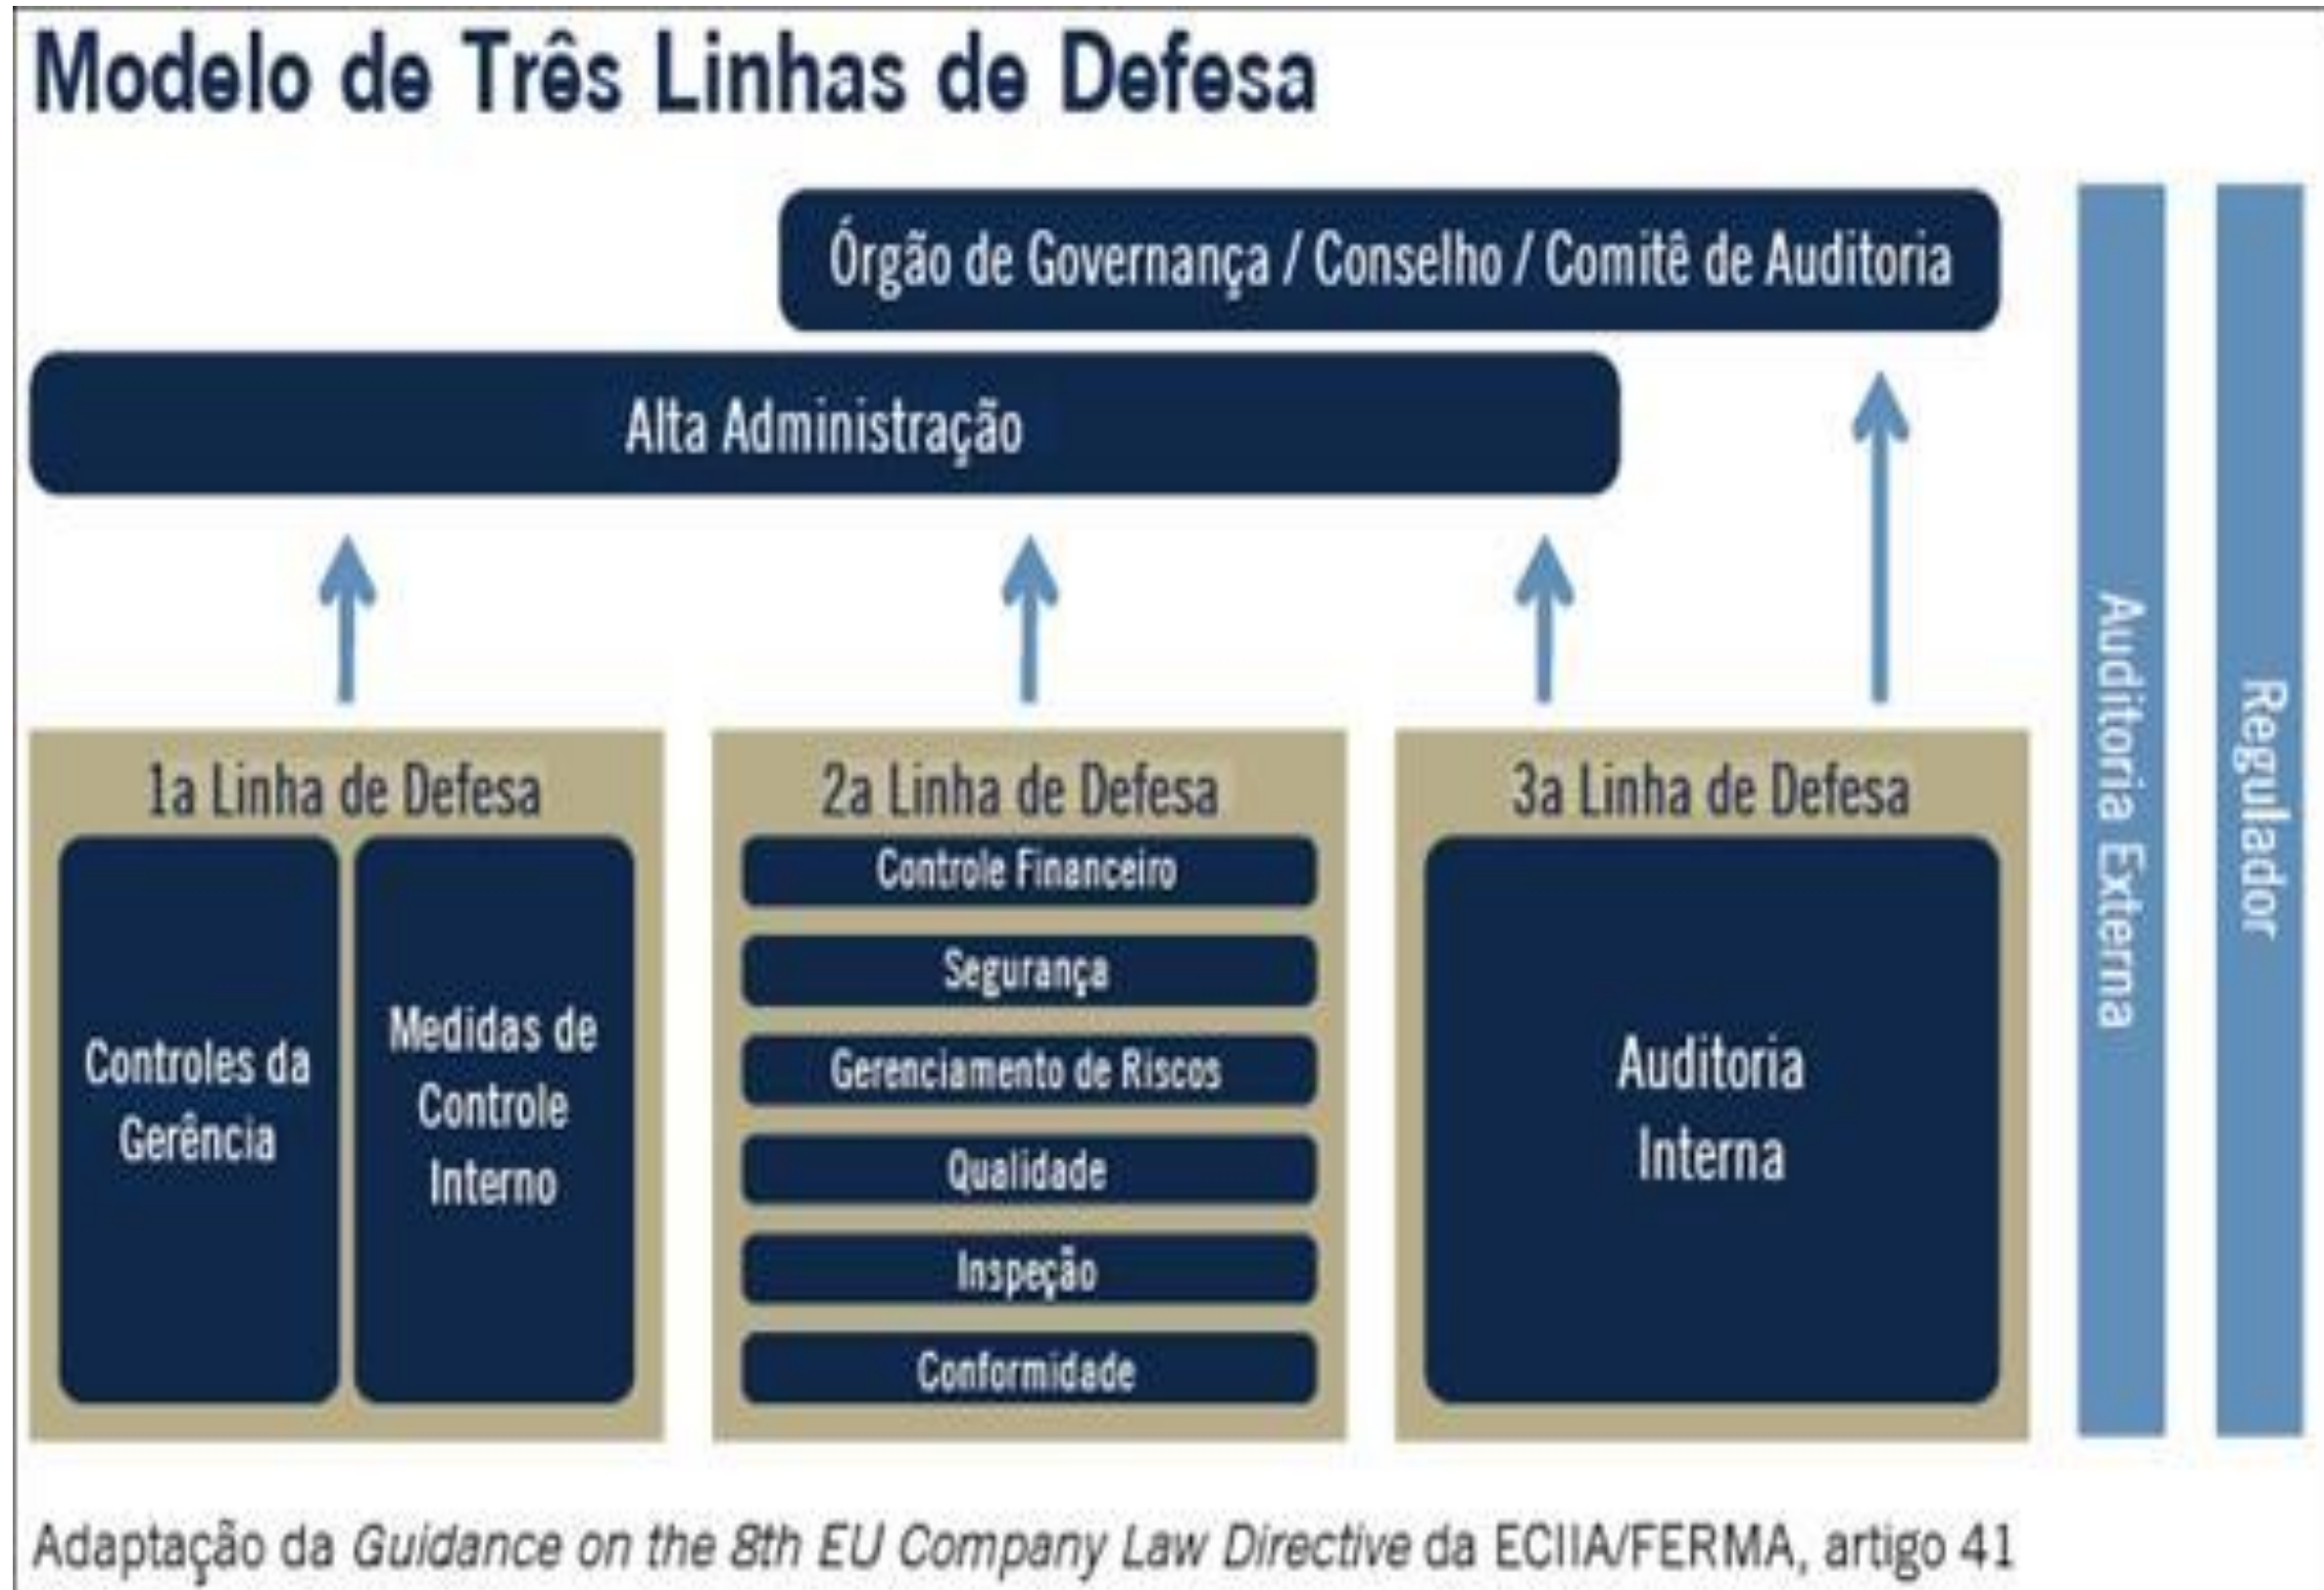 Modelo de Três Linhas de Defesa
Órgão de Governança / Conselho / Comitê de Auditoria
Alta Administração
1a Linha de Defesa
Controles da
Gerência
Medidas de
Controle
Interno
2a Linha de Defesa
Controle Financeiro
Segurança
Gerenciamento de Riscos
Qualidade
Inspeção
Conformidade
3a Linha de Defesa
Auditoria
Interna
Auditoria Externa
Regulador
Adaptação da Guidance on the 8th EU Company Law Directive da ECIIA/FERMA, artigo 41